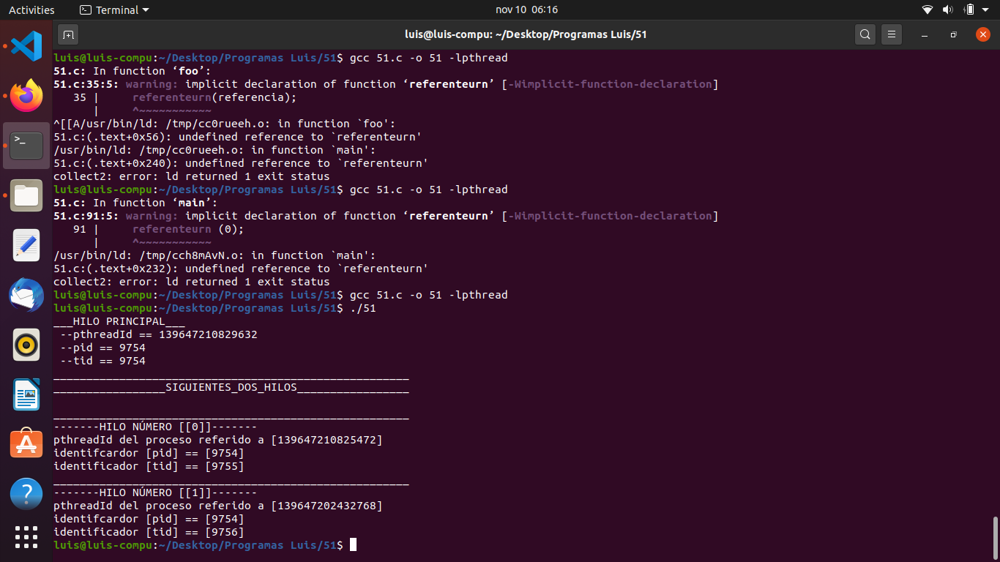 Activities
Terminal
nov 10 06:16
luis@luis-compu: ~/Desktop/Programas Luis/51
luis@luis-compu:~/Desktop/Programas Luis/51$ gcc 51.c -o 51 -lpthread
51.c: In function ‘foo’:
51.c:35:5: warning: implicit declaration of function ‘referenteurn’ [-Wimplicit-function-declaration]
   35 |     referenteurn(referencia);
      |     ^~~~~~~~~~~~
^[[A/usr/bin/ld: /tmp/cc0rueeh.o: in function `foo':
51.c:(.text+0x56): undefined reference to `referenteurn'
/usr/bin/ld: /tmp/cc0rueeh.o: in function `main':
51.c:(.text+0x240): undefined reference to `referenteurn'
collect2: error: ld returned 1 exit status
luis@luis-compu:~/Desktop/Programas Luis/51$ gcc 51.c -o 51 -lpthread
51.c: In function ‘main’:
51.c:91:5: warning: implicit declaration of function ‘referenteurn’ [-Wimplicit-function-declaration]
   91 |     referenteurn (0);
      |     ^~~~~~~~~~~~
/usr/bin/ld: /tmp/cch8mAvN.o: in function `main':
51.c:(.text+0x232): undefined reference to `referenteurn'
collect2: error: ld returned 1 exit status
luis@luis-compu:~/Desktop/Programas Luis/51$ gcc 51.c -o 51 -lpthread
luis@luis-compu:~/Desktop/Programas Luis/51$ ./51
___HILO PRINCIPAL___
 --pthreadId == 139647210829632
 --pid == 9754
 --tid == 9754
______________________________________________________
_________________SIGUIENTES_DOS_HILOS_________________
______________________________________________________
-------HILO NÚMERO [[0]]-------
pthreadId del proceso referido a [139647210825472]
identifcardor [pid] == [9754]
identificador [tid] == [9755]
______________________________________________________
-------HILO NÚMERO [[1]]-------
pthreadId del proceso referido a [139647202432768]
identifcardor [pid] == [9754]
identificador [tid] == [9756]
luis@luis-compu:~/Desktop/Programas Luis/51$